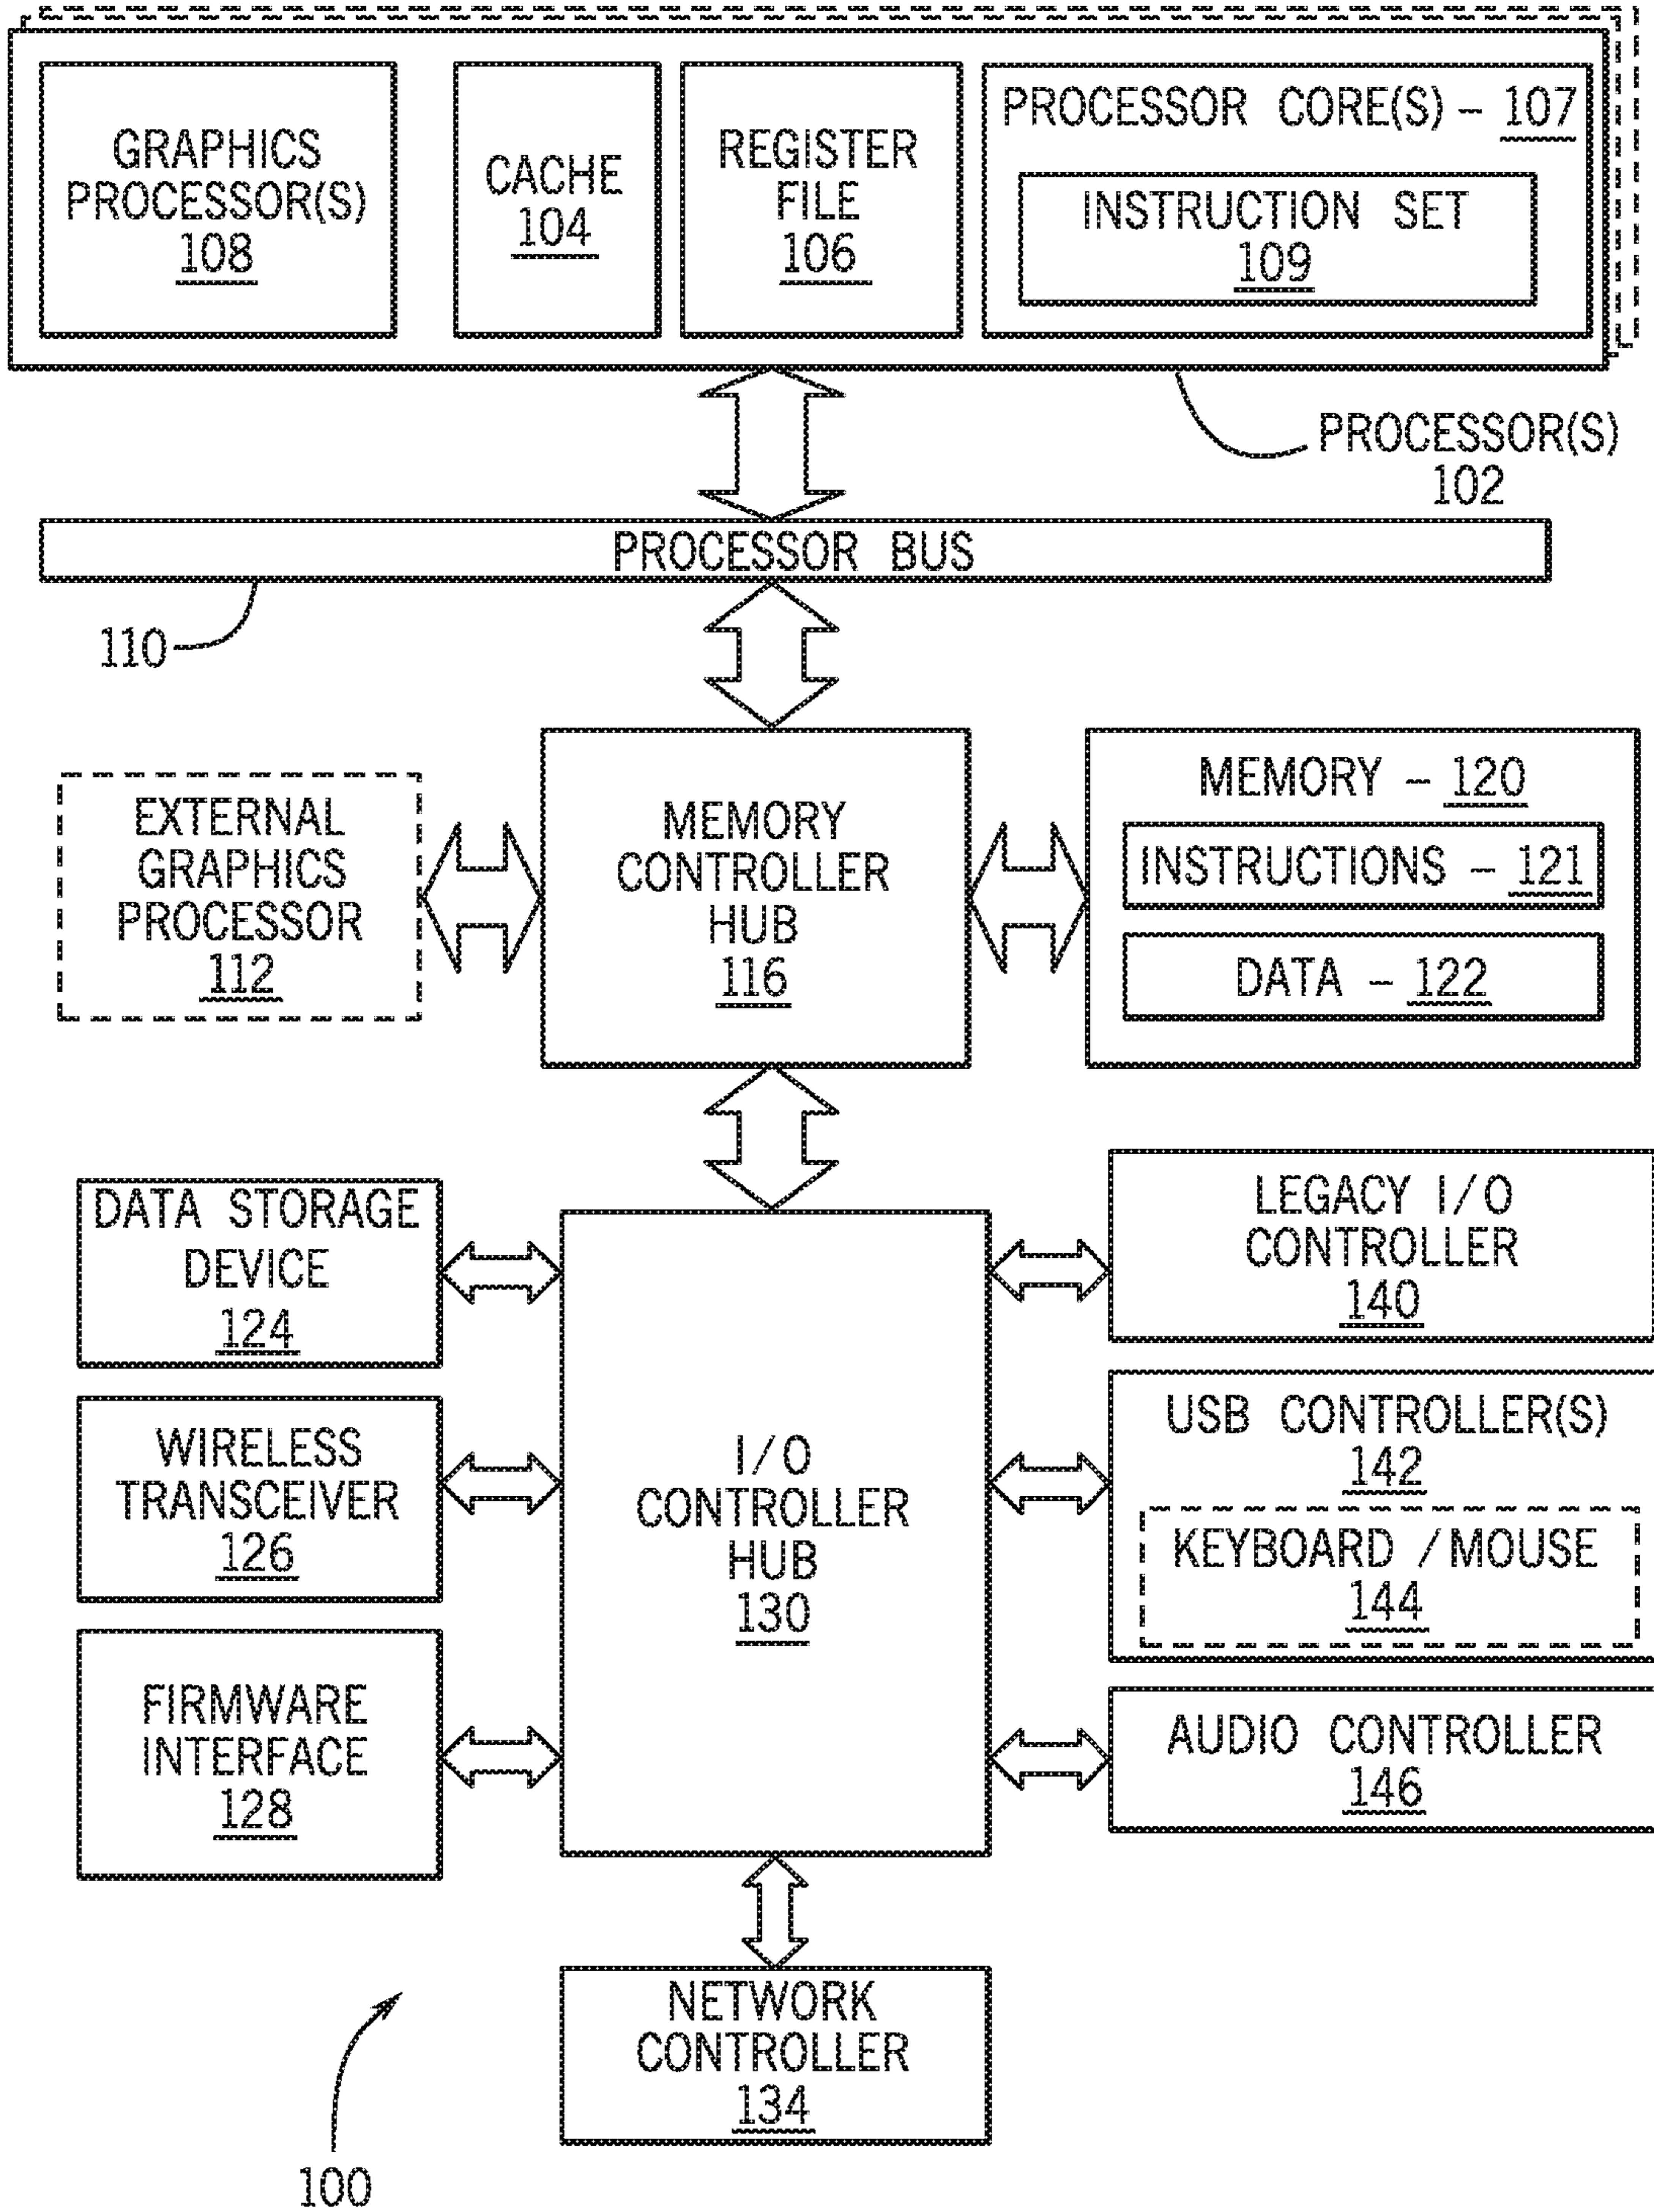 GRAPHICS
PROCESSOR(S)
108
CACHE
104
REGISTER
FILE
106
PROCESSOR CORE(S) - 107
INSTRUCTION SET
109
PROCESSOR(S)
102
PROCESSOR BUS
110
EXTERNAL
GRAPHICS
PROCESSOR
112
MEMORY
CONTROLLER
HUB
116
MEMORY - 120
INSTRUCTIONS - 121
DATA - 122
DATA STORAGE
DEVICE
124
WIRELESS
TRANSCEIVER
126
FIRMWARE
INTERFACE
128
I/O
CONTROLLER
HUB
130
LEGACY I/O
CONTROLLER
140
USB CONTROLLER(S)
142
KEYBOARD /MOUSE
144
AUDIO CONTROLLER
146
NETWORK
CONTROLLER
134
100